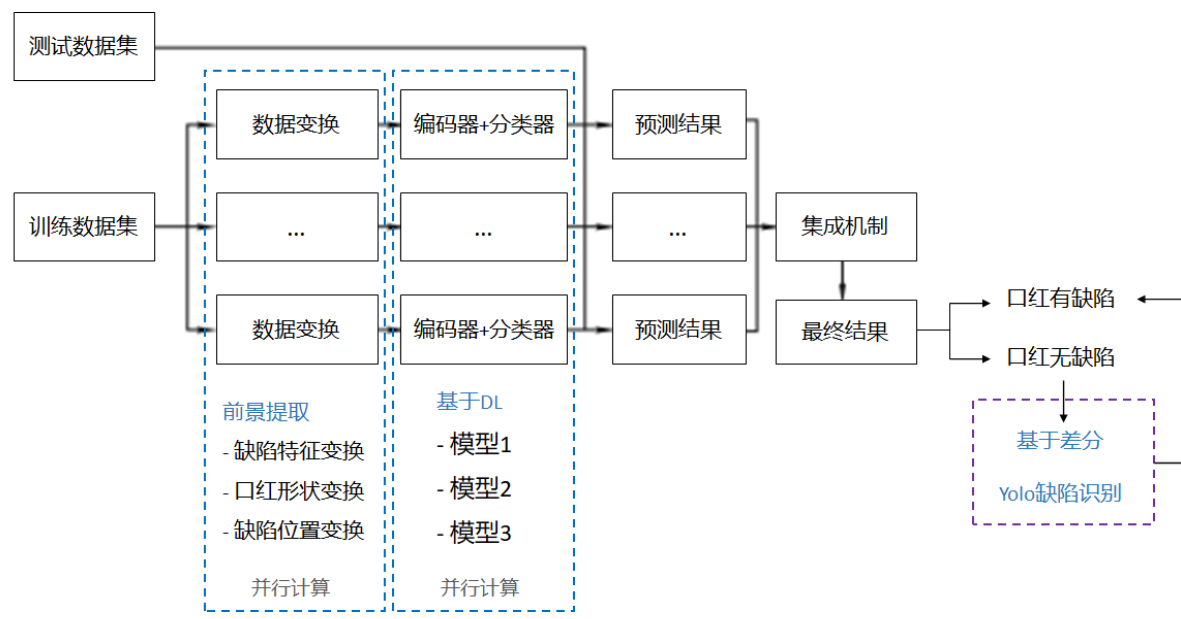 测试数据集
数据变换
编码器+分类器
预测结果
训练数据集
...
...
...
集成机制
数据变换
编码器+分类器
预测结果
最终结果
口红有缺陷
口红无缺陷
前景提取
- 缺陷特征变换
- 口红形状变换
- 缺陷位置变换
并行计算
基于DL
- 模型1
- 模型2
- 模型3
并行计算
基于差分
Yolo缺陷识别